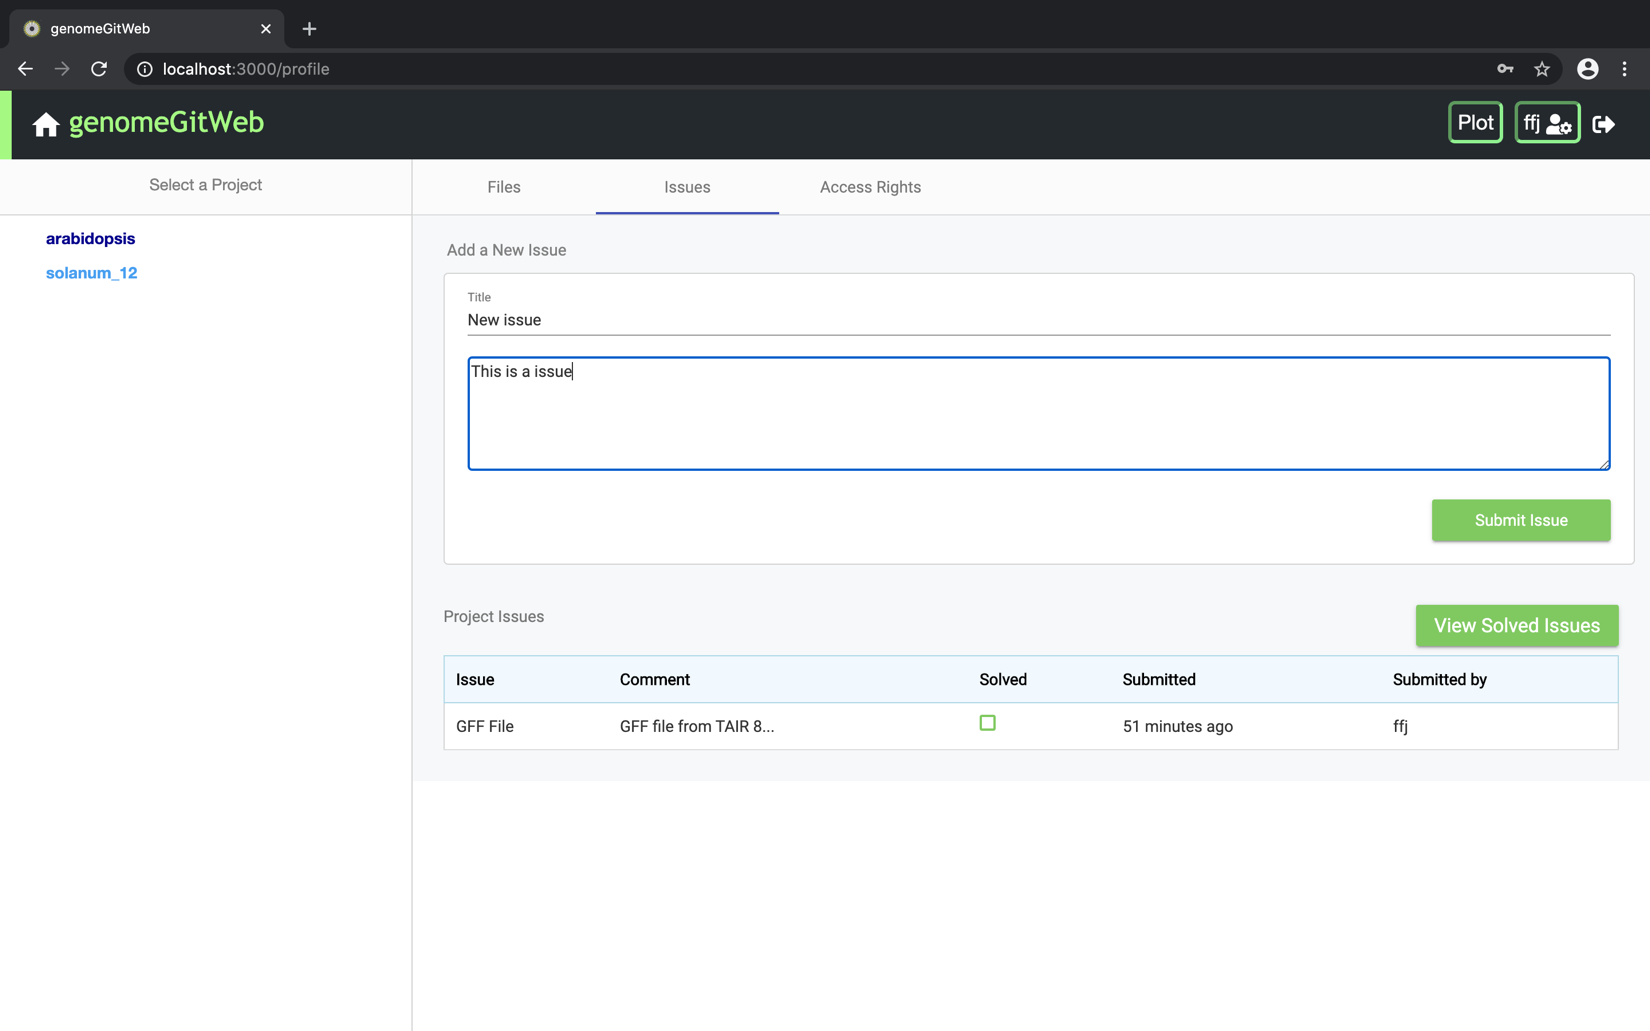 genomeGitWeb
localhost:3000/profile
genomeGitWeb
Plot
ffj
Select a Project
Files
Issues
Access Rights
arabidopsis
solanum_12
Add a New Issue
Title
New issue
This is a issue
Submit Issue
Project Issues
View Solved Issues
Issue Comment Solved Submitted Submitted by
GFF File GFF file from TAIR 8... 51 minutes ago ffj